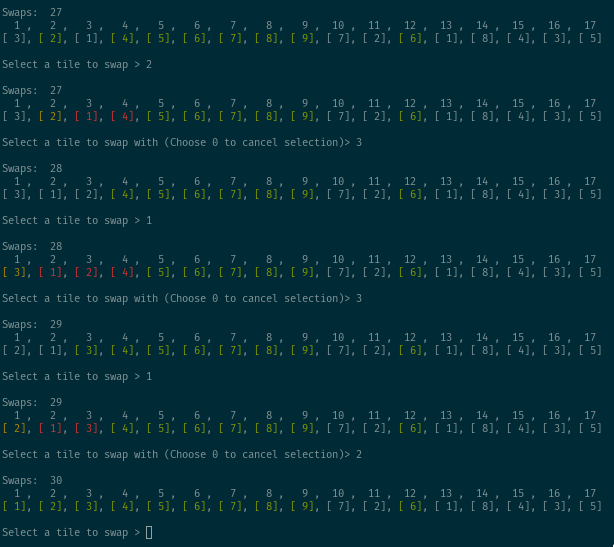 Swaps:  27
  1 ,   2 ,   3 ,   4 ,   5 ,   6 ,   7 ,   8 ,   9 ,  10 ,  11 ,  12 ,  13 ,  14 ,  15 ,  16 ,  17
[ 3], [ 2], [ 1], [ 4], [ 5], [ 6], [ 7], [ 8], [ 9], [ 7], [ 2], [ 6], [ 1], [ 8], [ 4], [ 3], [ 5]
Select a tile to swap > 2
Swaps:  27
  1 ,   2 ,   3 ,   4 ,   5 ,   6 ,   7 ,   8 ,   9 ,  10 ,  11 ,  12 ,  13 ,  14 ,  15 ,  16 ,  17
[ 3], [ 2], [ 1], [ 4], [ 5], [ 6], [ 7], [ 8], [ 9], [ 7], [ 2], [ 6], [ 1], [ 8], [ 4], [ 3], [ 5]
Select a tile to swap with (Choose 0 to cancel selection)> 3
Swaps:  28
  1 ,   2 ,   3 ,   4 ,   5 ,   6 ,   7 ,   8 ,   9 ,  10 ,  11 ,  12 ,  13 ,  14 ,  15 ,  16 ,  17
[ 3], [ 1], [ 2], [ 4], [ 5], [ 6], [ 7], [ 8], [ 9], [ 7], [ 2], [ 6], [ 1], [ 8], [ 4], [ 3], [ 5]
Select a tile to swap > 1
Swaps:  28
  1 ,   2 ,   3 ,   4 ,   5 ,   6 ,   7 ,   8 ,   9 ,  10 ,  11 ,  12 ,  13 ,  14 ,  15 ,  16 ,  17
[ 3], [ 1], [ 2], [ 4], [ 5], [ 6], [ 7], [ 8], [ 9], [ 7], [ 2], [ 6], [ 1], [ 8], [ 4], [ 3], [ 5]
Select a tile to swap with (Choose 0 to cancel selection)> 3
Swaps:  29
  1 ,   2 ,   3 ,   4 ,   5 ,   6 ,   7 ,   8 ,   9 ,  10 ,  11 ,  12 ,  13 ,  14 ,  15 ,  16 ,  17
[ 2], [ 1], [ 3], [ 4], [ 5], [ 6], [ 7], [ 8], [ 9], [ 7], [ 2], [ 6], [ 1], [ 8], [ 4], [ 3], [ 5]
Select a tile to swap > 1
Swaps:  29
  1 ,   2 ,   3 ,   4 ,   5 ,   6 ,   7 ,   8 ,   9 ,  10 ,  11 ,  12 ,  13 ,  14 ,  15 ,  16 ,  17
[ 2], [ 1], [ 3], [ 4], [ 5], [ 6], [ 7], [ 8], [ 9], [ 7], [ 2], [ 6], [ 1], [ 8], [ 4], [ 3], [ 5]
Select a tile to swap with (Choose 0 to cancel selection)> 2
Swaps:  30
  1 ,   2 ,   3 ,   4 ,   5 ,   6 ,   7 ,   8 ,   9 ,  10 ,  11 ,  12 ,  13 ,  14 ,  15 ,  16 ,  17
[ 1], [ 2], [ 3], [ 4], [ 5], [ 6], [ 7], [ 8], [ 9], [ 7], [ 2], [ 6], [ 1], [ 8], [ 4], [ 3], [ 5]
Select a tile to swap >